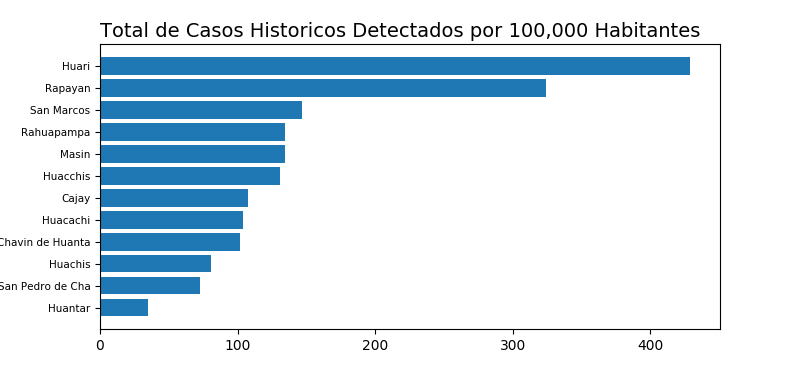 Total de Casos Historicos Detectados por 100,000 Habitantes
Huari
Rapayan
San Marcos
Rahuapampa
Masin
Huacchis
Cajay
Huacachi
Chavin de Huanta
Huachis
San Pedro de Cha
Huantar
0 100 200 300 400